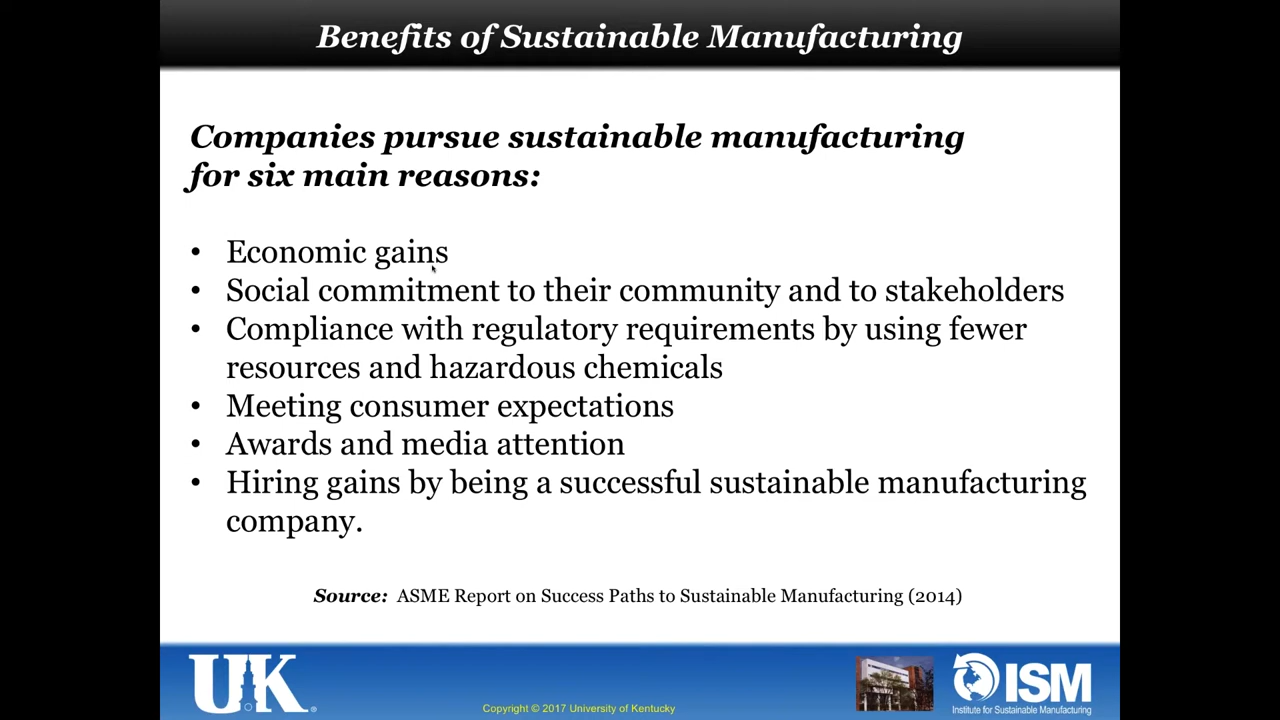 Benefits of Sustainable Manufacturing
Companies pursue sustainable manufacturing
for six main reasons:
• Economic gains
• Social commitment to their community and to stakeholders
• Compliance with regulatory requirements by using fewer
resources and hazardous chemicals
• Meeting consumer expectations
• Awards and media attention
• Hiring gains by being a successful sustainable manufacturing
company.
Source: ASME Report on Success Paths to Sustainable Manufacturing (2014)
UK®
Copyright © 2017 University of Kentucky
ISM
Institute for Sustainable Manufacturing